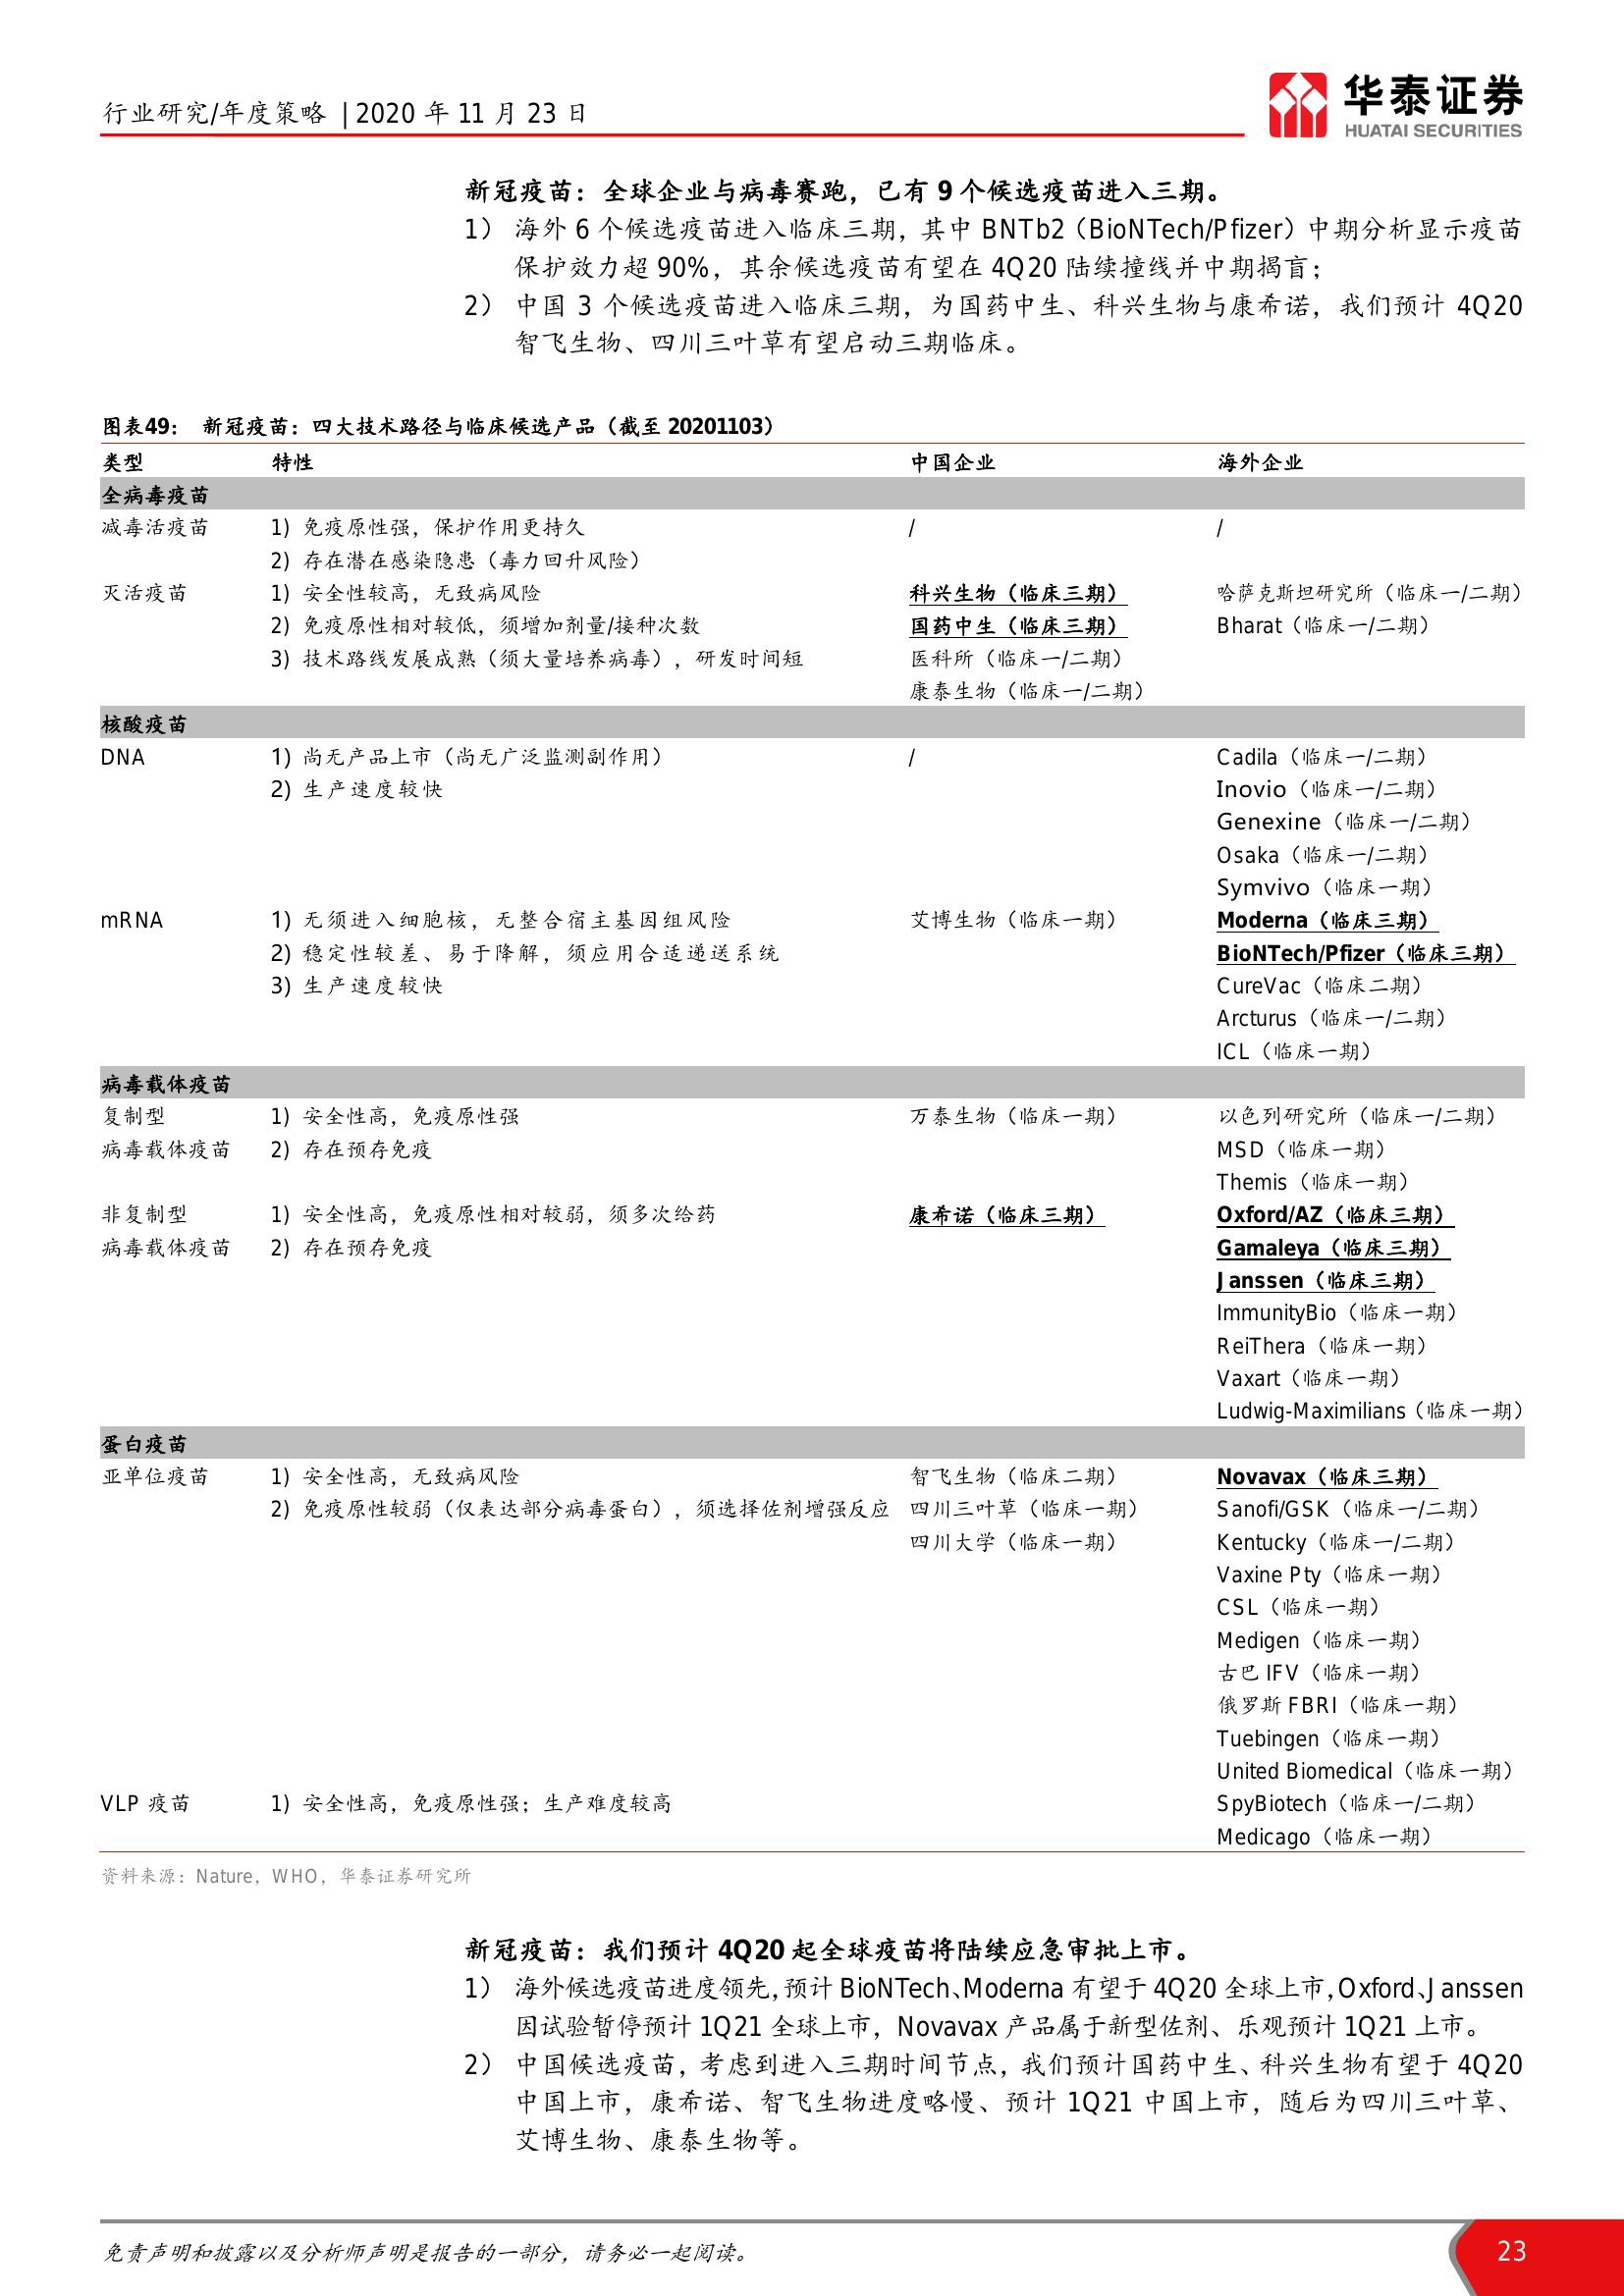 行业研究/年度策略 | 2020 年 11 月 23 日
华泰证券
HUATAI SECURITIES
新冠疫苗：全球企业与病毒赛跑，已有 9 个候选疫苗进入三期。
1） 海外 6 个候选疫苗进入临床三期，其中 BNTb2（BioNTech/Pfizer）中期分析显示疫苗
保护效力超 90%，其余候选疫苗有望在 4Q20 陆续撞线并中期揭盲；
2） 中国 3 个候选疫苗进入临床三期，为国药中生、科兴生物与康希诺，我们预计 4Q20
智飞生物、四川三叶草有望启动三期临床。
图表49： 新冠疫苗：四大技术路径与临床候选产品（截至 20201103）
类型 特性 中国企业 海外企业
全病毒疫苗
减毒活疫苗 1) 免疫原性强，保护作用更持久 / /
2) 存在潜在感染隐患（毒力回升风险）
灭活疫苗 1) 安全性较高，无致病风险 科兴生物（临床三期） 哈萨克斯坦研究所（临床一/二期）
2) 免疫原性相对较低，须增加剂量/接种次数 国药中生（临床三期） Bharat（临床一/二期）
3) 技术路线发展成熟（须大量培养病毒），研发时间短 医科所（临床一/二期）
康泰生物（临床一/二期）
核酸疫苗
DNA 1) 尚无产品上市（尚无广泛监测副作用） / Cadila（临床一/二期）
2) 生产速度较快 Inovio（临床一/二期）
Genexine（临床一/二期）
Osaka（临床一/二期）
Symvivo（临床一期）
mRNA 1) 无须进入细胞核，无整合宿主基因组风险 艾博生物（临床一期） Moderna（临床三期）
2) 稳定性较差、易于降解，须应用合适递送系统 BioNTech/Pfizer（临床三期）
3) 生产速度较快 CureVac（临床二期）
Arcturus（临床一/二期）
ICL（临床一期）
病毒载体疫苗
复制型 1) 安全性高，免疫原性强 万泰生物（临床一期） 以色列研究所（临床一/二期）
病毒载体疫苗 2) 存在预存免疫 MSD（临床一期）
Themis（临床一期）
非复制型 1) 安全性高，免疫原性相对较弱，须多次给药 康希诺（临床三期） Oxford/AZ（临床三期）
病毒载体疫苗 2) 存在预存免疫 Gamaleya（临床三期）
Janssen（临床三期）
ImmunityBio（临床一期）
ReiThera（临床一期）
Vaxart（临床一期）
Ludwig-Maximilians（临床一期）
蛋白疫苗
亚单位疫苗 1) 安全性高，无致病风险 智飞生物（临床二期） Novavax（临床三期）
2) 免疫原性较弱（仅表达部分病毒蛋白），须选择佐剂增强反应 四川三叶草（临床一期） Sanofi/GSK（临床一/二期）
四川大学（临床一期） Kentucky（临床一/二期）
Vaxine Pty（临床一期）
CSL（临床一期）
Medigen（临床一期）
古巴 IFV（临床一期）
俄罗斯 FBRI（临床一期）
Tuebingen（临床一期）
United Biomedical（临床一期）
VLP 疫苗 1) 安全性高，免疫原性强；生产难度较高 SpyBiotech（临床一/二期）
Medicago（临床一期）
资料来源：Nature，WHO，华泰证券研究所
新冠疫苗：我们预计 4Q20 起全球疫苗将陆续应急审批上市。
1） 海外候选疫苗进度领先，预计 BioNTech、Moderna 有望于 4Q20 全球上市，Oxford、Janssen
因试验暂停预计 1Q21 全球上市，Novavax 产品属于新型佐剂、乐观预计 1Q21 上市。
2） 中国候选疫苗，考虑到进入三期时间节点，我们预计国药中生、科兴生物有望于 4Q20
中国上市，康希诺、智飞生物进度略慢、预计 1Q21 中国上市，随后为四川三叶草、
艾博生物、康泰生物等。
免责声明和披露以及分析师声明是报告的一部分，请务必一起阅读。
23